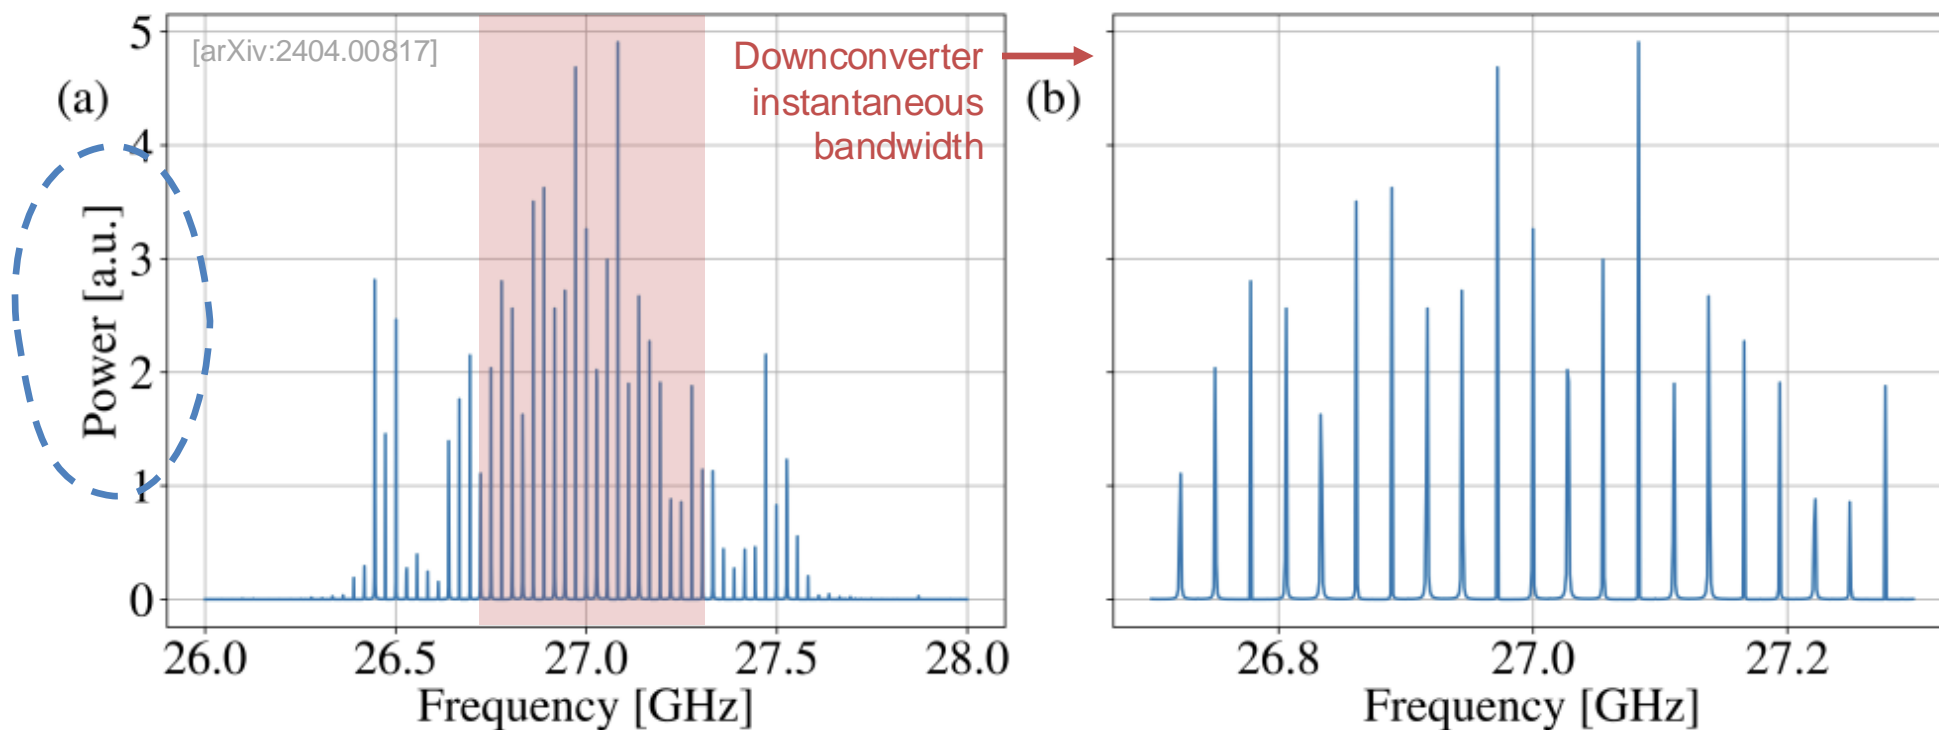 [arXiv:2404.00817]
(a)
Power [a.u.]
5
4
3
2
1
0
26.0 26.5 27.0 27.5 28.0
Frequency [GHz]
Downconverter
instantaneous
bandwidth
(b)
26.8 27.0 27.2
Frequency [GHz]